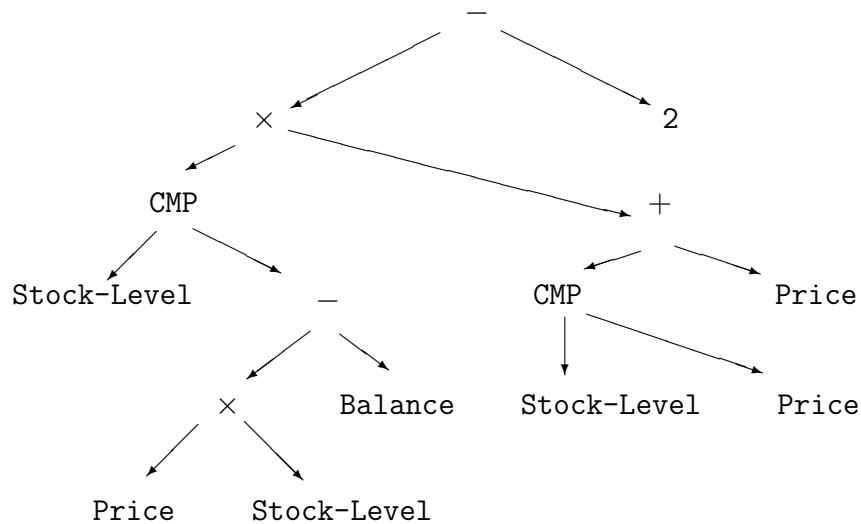 −
× 2
CMP +
Stock-Level − CMP Price
× Balance Stock-Level Price
Price Stock-Level